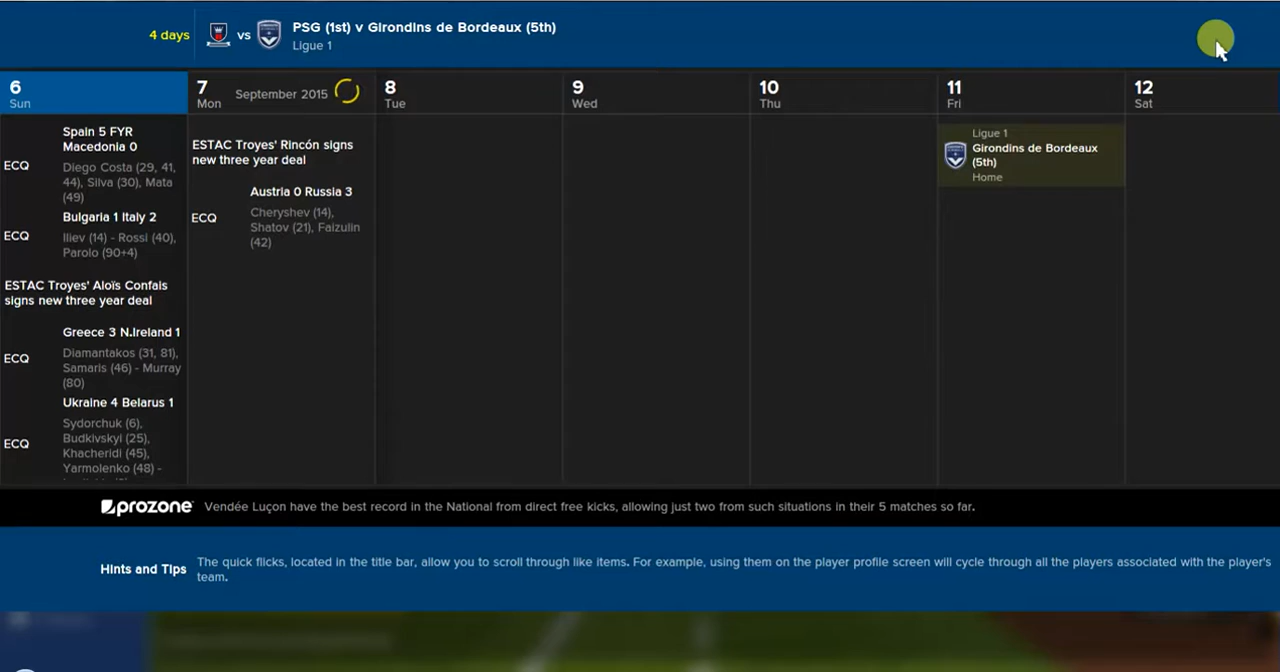 4 days
vs
PSG (1st) v Girondins de Bordeaux (5th)
Ligue 1
6
Sun
7
Mon
September 2015
8
Tue
9
Wed
10
Thu
11
Fri
12
Sat
ECQ
Spain 5 FYR
Macedonia 0
Diego Costa (29, 41,
44), Silva (30), Mata
(49)
ECQ
Bulgaria 1 Italy 2
Iliev (14) - Rossi (40),
Parolo (90+4)
ESTAC Troyes' Aloïs Confais
signs new three year deal
ECQ
Greece 3 N.Ireland 1
Diamantakos (31, 81),
Samaris (46) - Murray
(80)
ECQ
Ukraine 4 Belarus 1
Sydorchuk (6),
Budkivskyi (25),
Khacheridi (45),
Yarmolenko (48) -
ESTAC Troyes' Rincón signs
new three year deal
ECQ
Austria 0 Russia 3
Cheryshev (14),
Shatov (21), Faizulin
(42)
Ligue 1
Girondins de Bordeaux
(5th)
Home
prozone
Vendée Luçon have the best record in the National from direct free kicks, allowing just two from such situations in their 5 matches so far.
Hints and Tips
The quick flicks, located in the title bar, allow you to scroll through like items. For example, using them on the player profile screen will cycle through all the players associated with the player's
team.